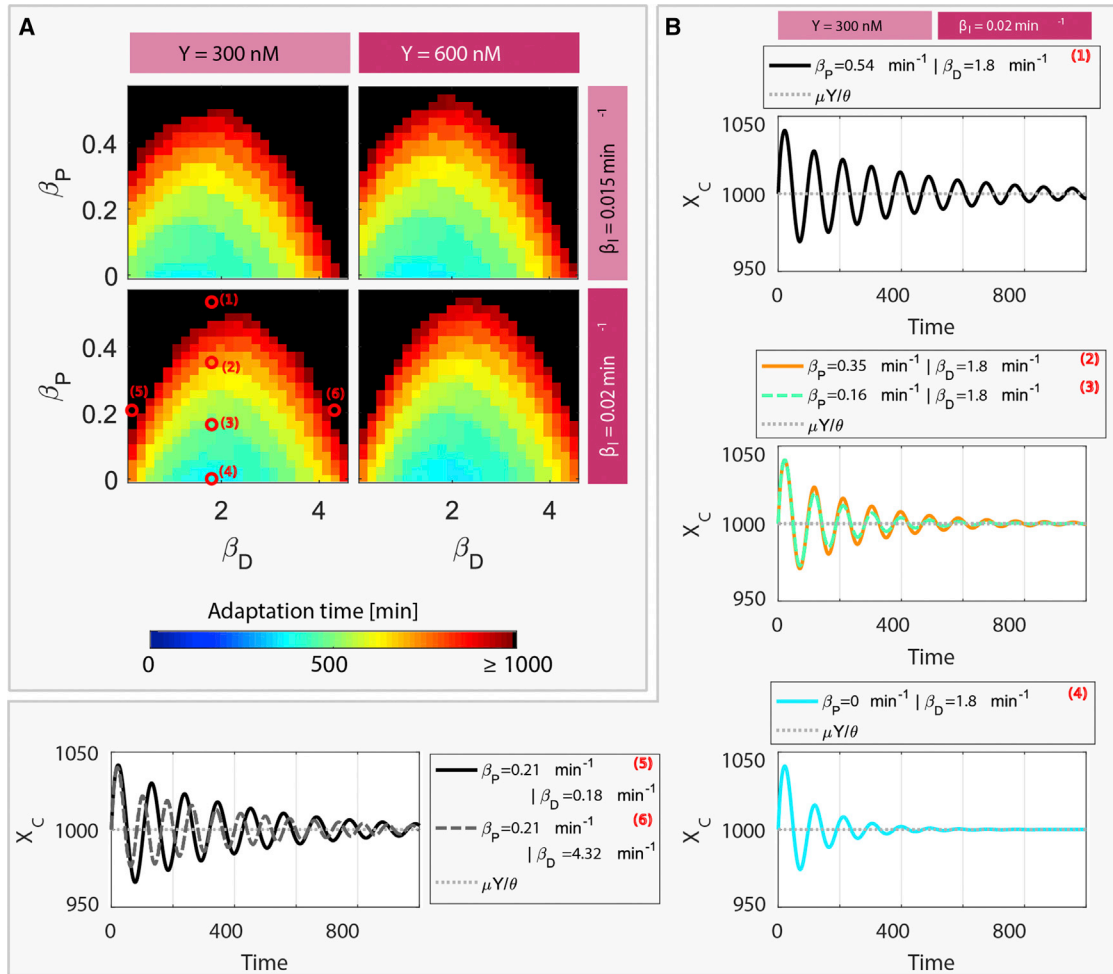 A
Y = 300 nM
Y = 600 nM
β_P
0.4
0.2
0
β_I = 0.015 min ⁻¹
β_P
0.4
0.2
0
(1)
(2)
(3)
(4)
(5)
(6)
β_I = 0.02 min ⁻¹
2
4
2
4
β_D
β_D
Adaptation time [min]
0
500
≥ 1000
B
Y = 300 nM
β_I = 0.02 min ⁻¹
β_P=0.54 min⁻¹ | β_D=1.8 min⁻¹ (1)
μY/θ
1050
1000
950
X_C
0
400
800
Time
β_P=0.35 min⁻¹ | β_D=1.8 min⁻¹ (2)
β_P=0.16 min⁻¹ | β_D=1.8 min⁻¹ (3)
μY/θ
1050
1000
950
X_C
0
400
800
Time
β_P=0 min⁻¹ | β_D=1.8 min⁻¹ (4)
μY/θ
1050
1000
950
X_C
0
400
800
Time
1050
1000
950
X_C
0
400
800
Time
β_P=0.21 min⁻¹ (5)
| β_D=0.18 min⁻¹
β_P=0.21 min⁻¹ (6)
| β_D=4.32 min⁻¹
μY/θ